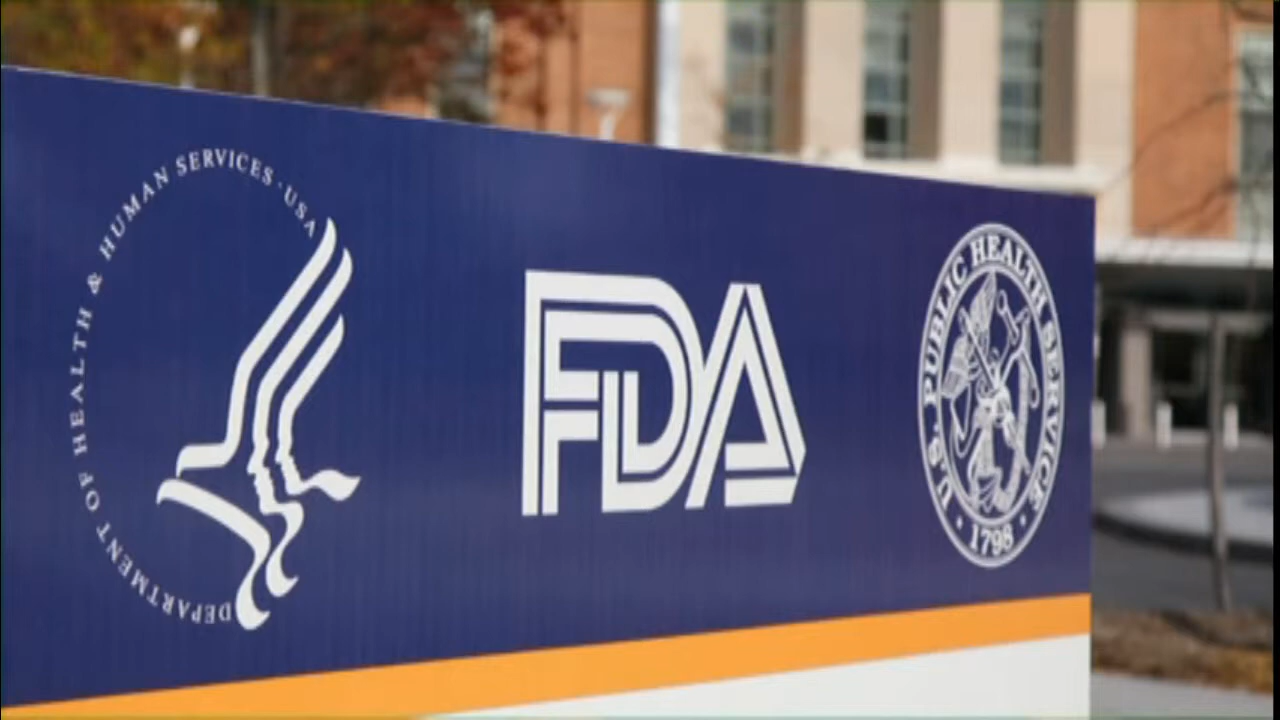 DEPARTMENT OF HEALTH & HUMAN SERVICES · USA
FDA
U.S. PUBLIC HEALTH SERVICE
· 1798 ·